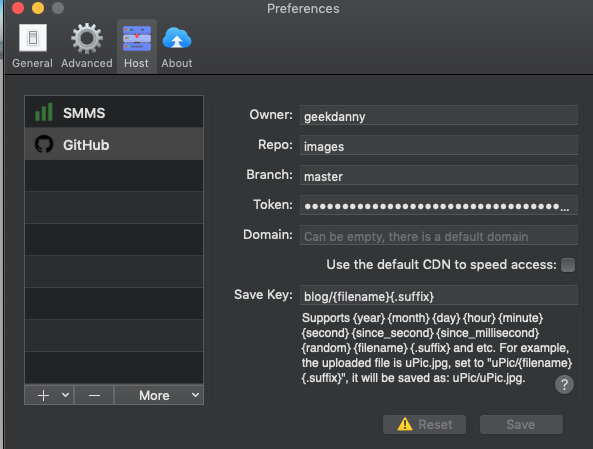 Preferences
General Advanced Host About
SMMS
GitHub
Owner: geekdanny
Repo: images
Branch: master
Token: ●●●●●●●●●●●●●●●●●●●●●●●●●●●●●●●●●●...
Domain: Can be empty, there is a default domain
Use the default CDN to speed access:
Save Key: blog/{filename}{.suffix}
Supports {year} {month} {day} {hour} {minute}
{second} {since_second} {since_millisecond}
{random} {filename} {.suffix} and etc. For example,
the uploaded file is uPic.jpg, set to "uPic/{filename}
{.suffix}", it will be saved as: uPic/uPic.jpg.
?
+ − More
Reset Save